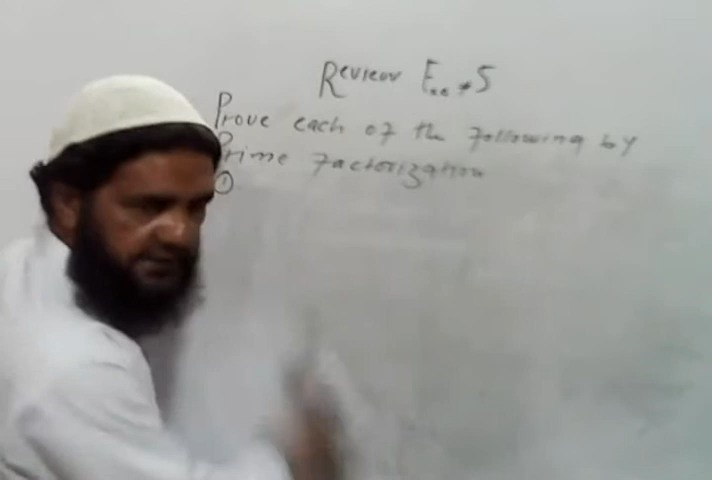 Review Exe # 5
Prove each of the following by
Prime Factorization
①